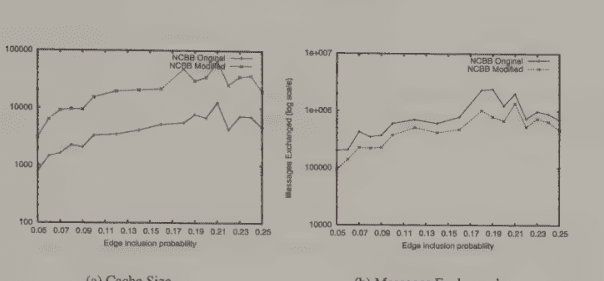 100000
10000
1000
100
NCBB Original
NCBB Modified
0.05 0.07 0.09 0.11 0.13 0.15 0.17 0.19 0.21 0.23 0.25
Edge inclusion probability
(a) Cache Size
1e+007
1e+006
100000
10000
Messages Exchanged (log scale)
NCBB Original
NCBB Modified
0.05 0.07 0.09 0.11 0.13 0.15 0.17 0.19 0.21 0.23 0.25
Edge inclusion probability
(b) Messages Exchanged